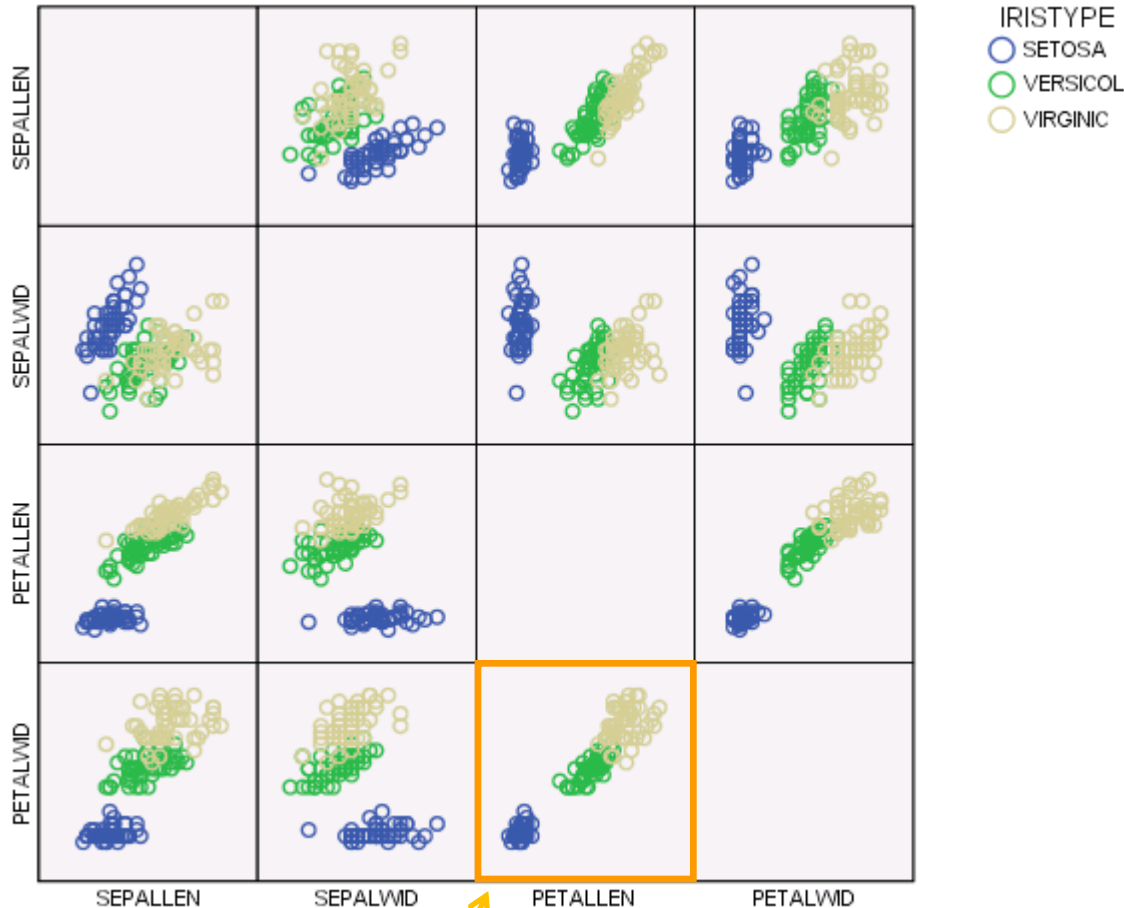 IRISTYPE
SETOSA
VERSICOL
VIRGINIC
SEPALLEN
SEPALWID
PETALLEN
PETALWID
SEPALLEN
SEPALWID
PETALLEN
PETALWID